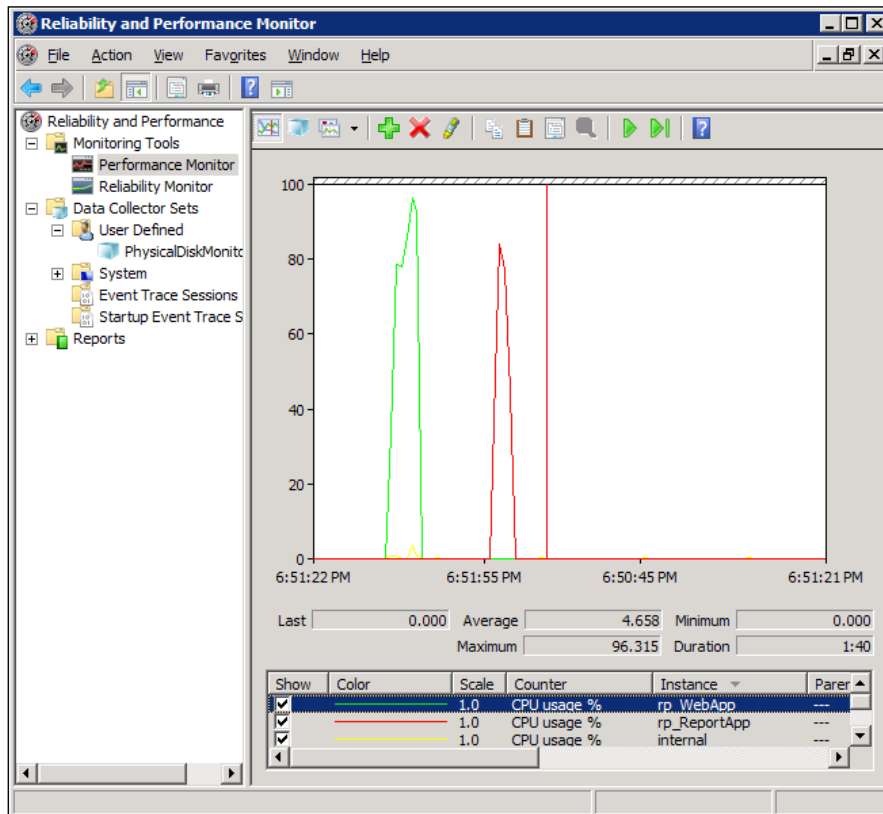 Reliability and Performance Monitor
File Action View Favorites Window Help
Reliability and Performance
Monitoring Tools
Performance Monitor
Reliability Monitor
Data Collector Sets
User Defined
PhysicalDiskMonito
System
Event Trace Sessions
Startup Event Trace S
Reports
100
80
60
40
20
0
6:51:22 PM 6:51:55 PM 6:50:45 PM 6:51:21 PM
Last 0.000 Average 4.658 Minimum 0.000
Maximum 96.315 Duration 1:40
Show Color Scale Counter Instance Paren
1.0 CPU usage % rp_WebApp ---
1.0 CPU usage % rp_ReportApp ---
1.0 CPU usage % internal ---